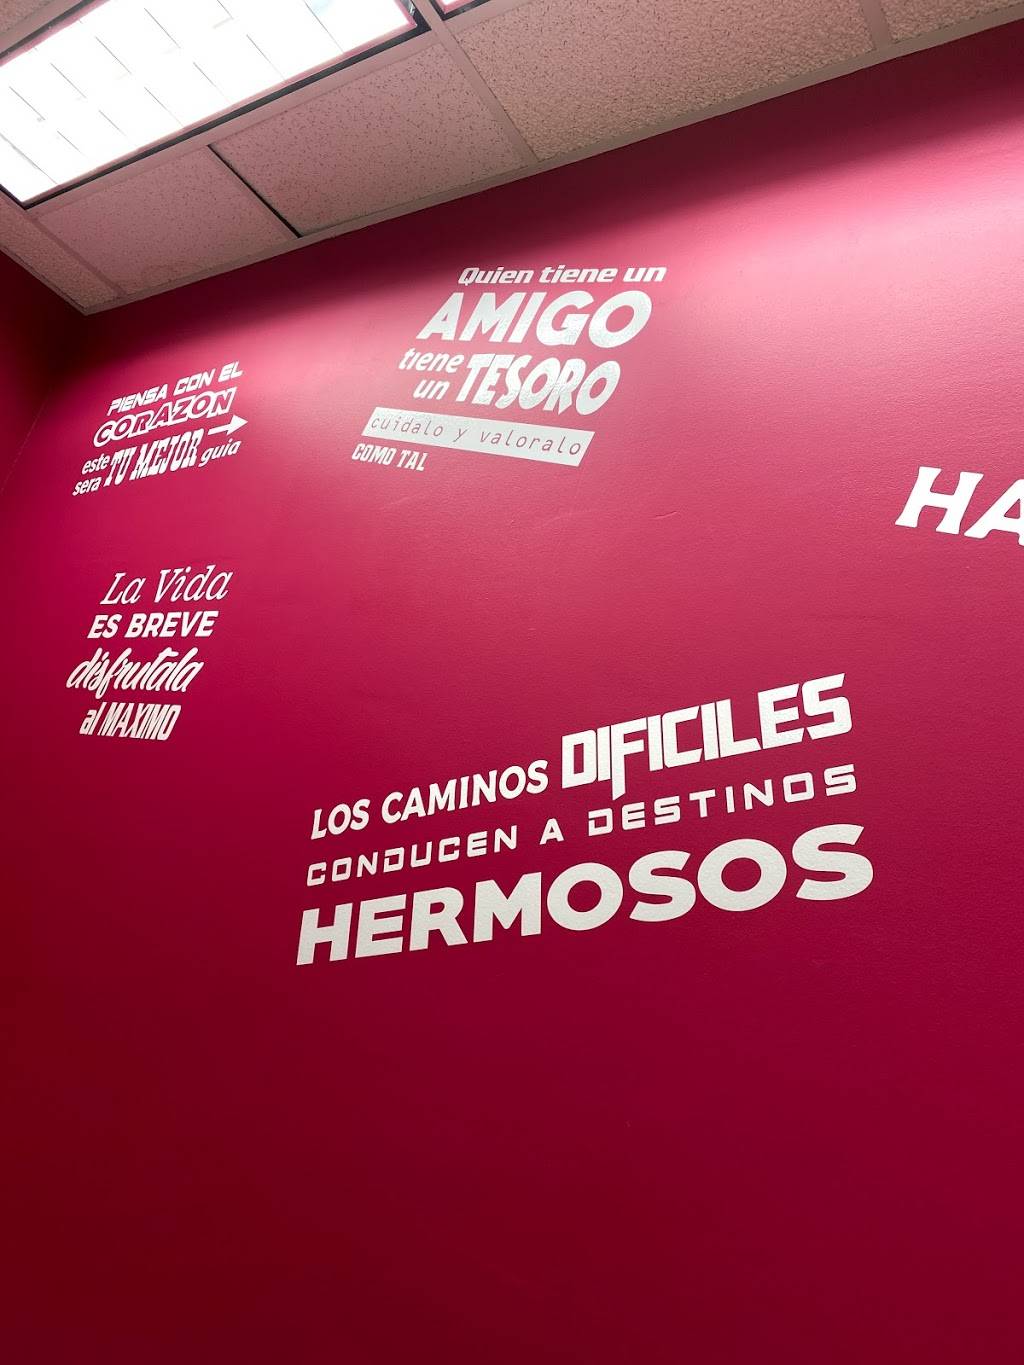 Quien tiene un
AMIGO
tiene
un TESORO
cuídalo y valoralo
COMO TAL
PIENSA CON EL
CORAZON
este
sera TU MEJOR guia
HA
La Vida
ES BREVE
disfrutala
al MAXIMO
LOS CAMINOS DIFICILES
CONDUCEN A DESTINOS
HERMOSOS